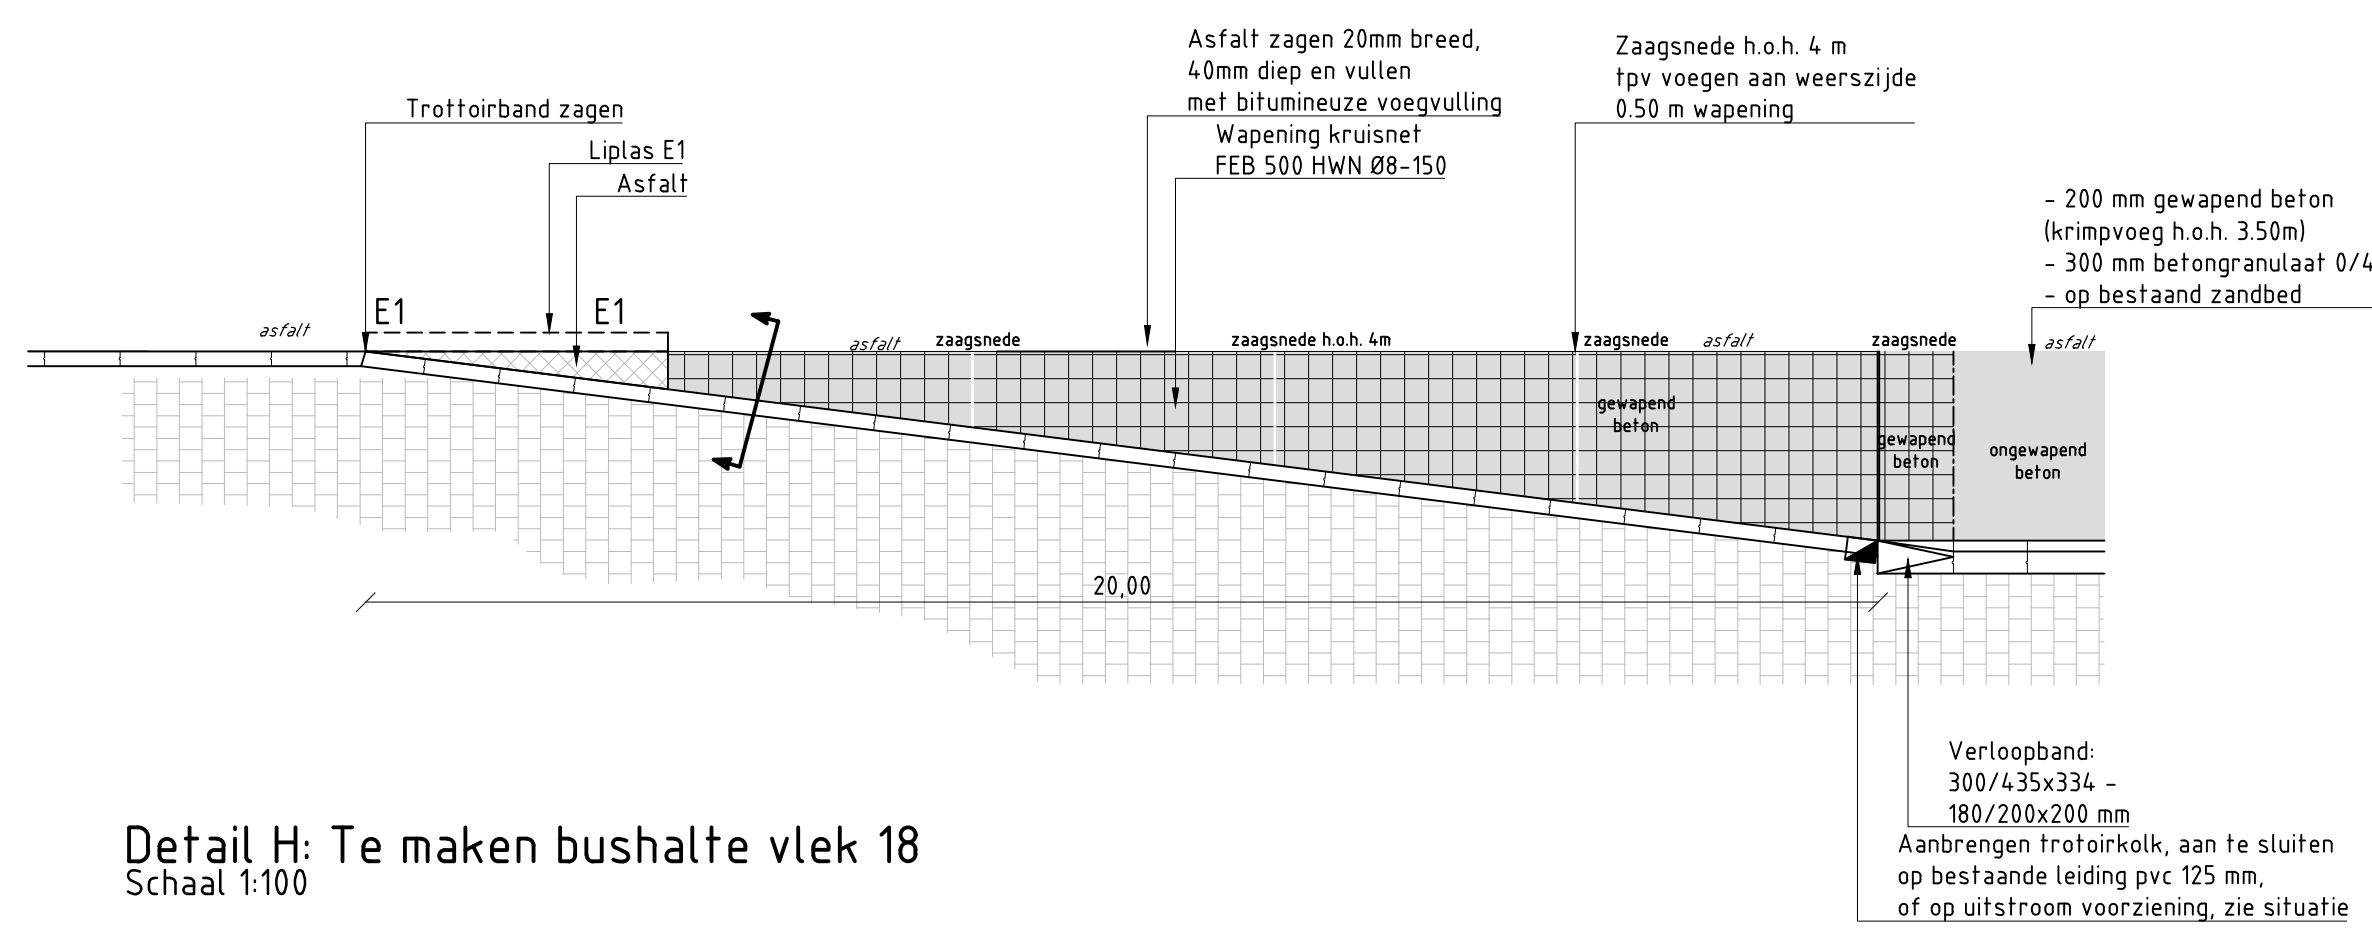 Asfalt zagen 20mm breed,
40mm diep en vullen
met bitumineuze voegvulling
Wapening kruisnet
FEB 500 HWN Ø8-150
Zaagsnede h.o.h. 4 m
tpv voegen aan weerszijde
0.50 m wapening
Trottoirband zagen
Liplas E1
Asfalt
- 200 mm gewapend beton
(krimpvoeg h.o.h. 3.50m)
- 300 mm betongranulaat 0/4
- op bestaand zandbed
E1
E1
asfalt
asfalt
zaagsnede
zaagsnede h.o.h. 4m
zaagsnede
asfalt
zaagsnede
asfalt
gewapend
beton
gewapend
beton
ongewapend
beton
20,00
Verloopband:
300/435x334 -
180/200x200 mm
Aanbrengen trotoirkolk, aan te sluiten
op bestaande leiding pvc 125 mm,
of op uitstroom voorziening, zie situatie
Detail H: Te maken bushalte vlek 18
Schaal 1:100